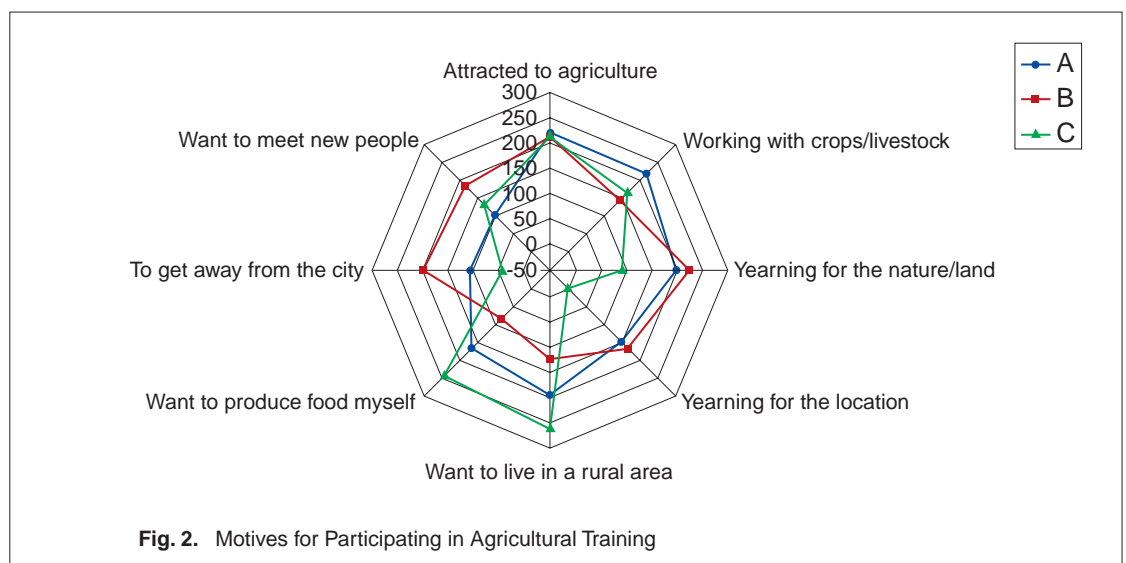 Attracted to agriculture
300
250
200
150
100
50
0
-50
Want to meet new people
Working with crops/livestock
To get away from the city
Yearning for the nature/land
Want to produce food myself
Yearning for the location
Want to live in a rural area
A
B
C
Fig. 2. Motives for Participating in Agricultural Training